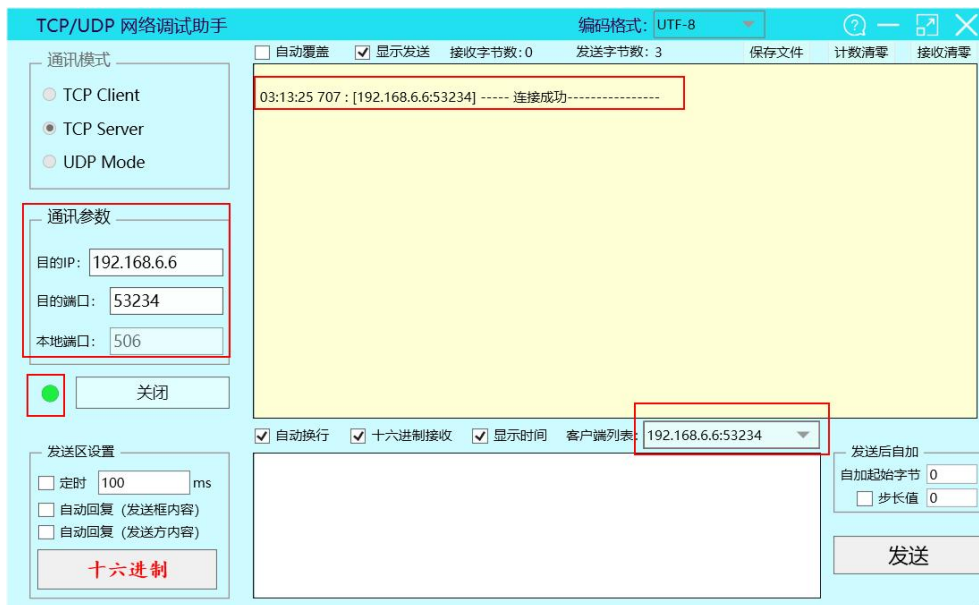 TCP/UDP 网络调试助手 编码格式: UTF-8
通讯模式
TCP Client
TCP Server
UDP Mode
自动覆盖 显示发送 接收字节数: 0 发送字节数: 3 保存文件 计数清零 接收清零
03:13:25 707 : [192.168.6.6:53234] ----- 连接成功----------------
通讯参数
目的IP: 192.168.6.6
目的端口: 53234
本地端口: 506
关闭
自动换行 十六进制接收 显示时间 客户端列表: 192.168.6.6:53234
发送区设置
定时 100 ms
自动回复 (发送框内容)
自动回复 (发送方内容)
十六进制
发送后自加
自加起始字节 0
步长值 0
发送